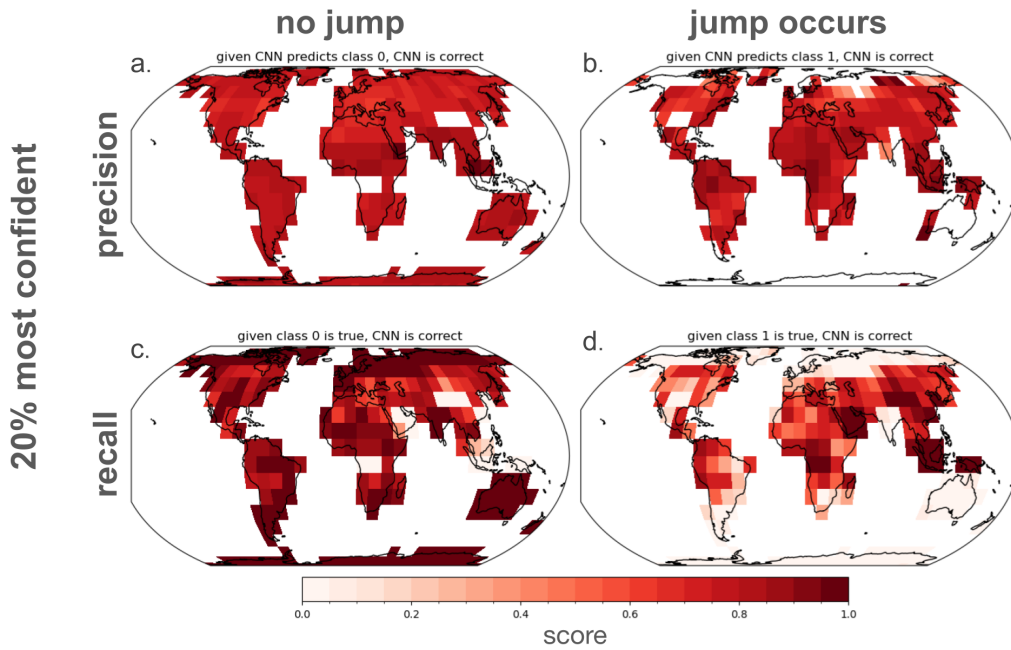 no jump
jump occurs
given CNN predicts class 0, CNN is correct
given CNN predicts class 1, CNN is correct
a.
b.
20% most confident
precision
given class 0 is true, CNN is correct
given class 1 is true, CNN is correct
c.
d.
recall
0.0 0.2 0.4 0.6 0.8 1.0
score